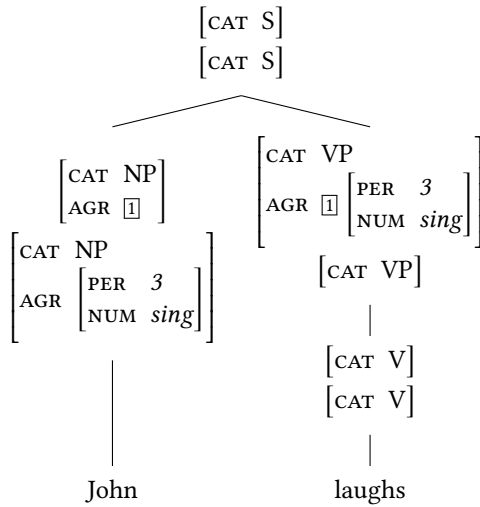 [CAT S]
[CAT S]
[CAT NP
AGR 1]
[CAT VP
AGR 1 [PER 3
NUM sing]]
[CAT NP
AGR [PER 3
NUM sing]]
[CAT VP]
[CAT V]
[CAT V]
John laughs